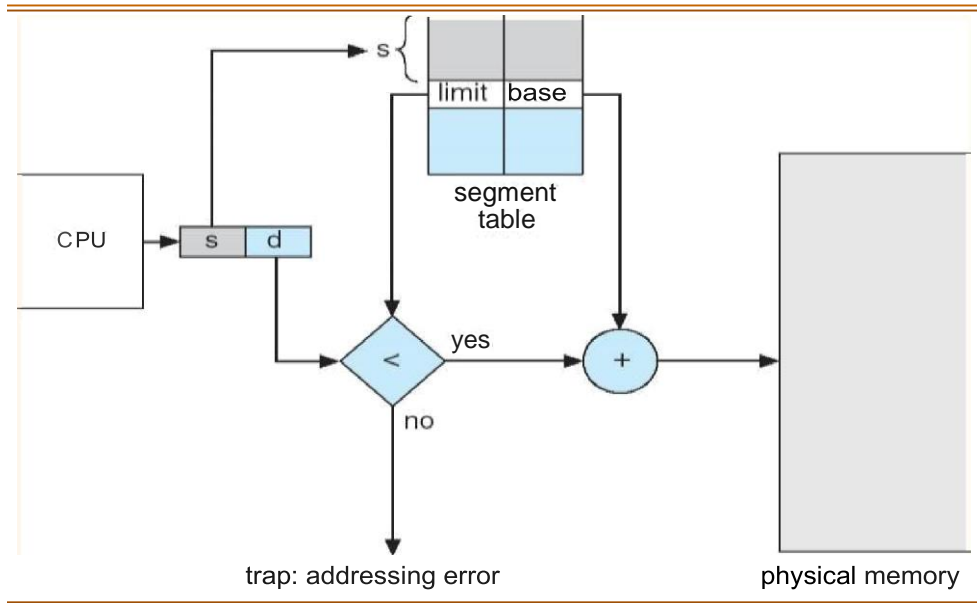 s
limit base
segment
table
CPU
s d
<
yes
+
no
trap: addressing error
physical memory